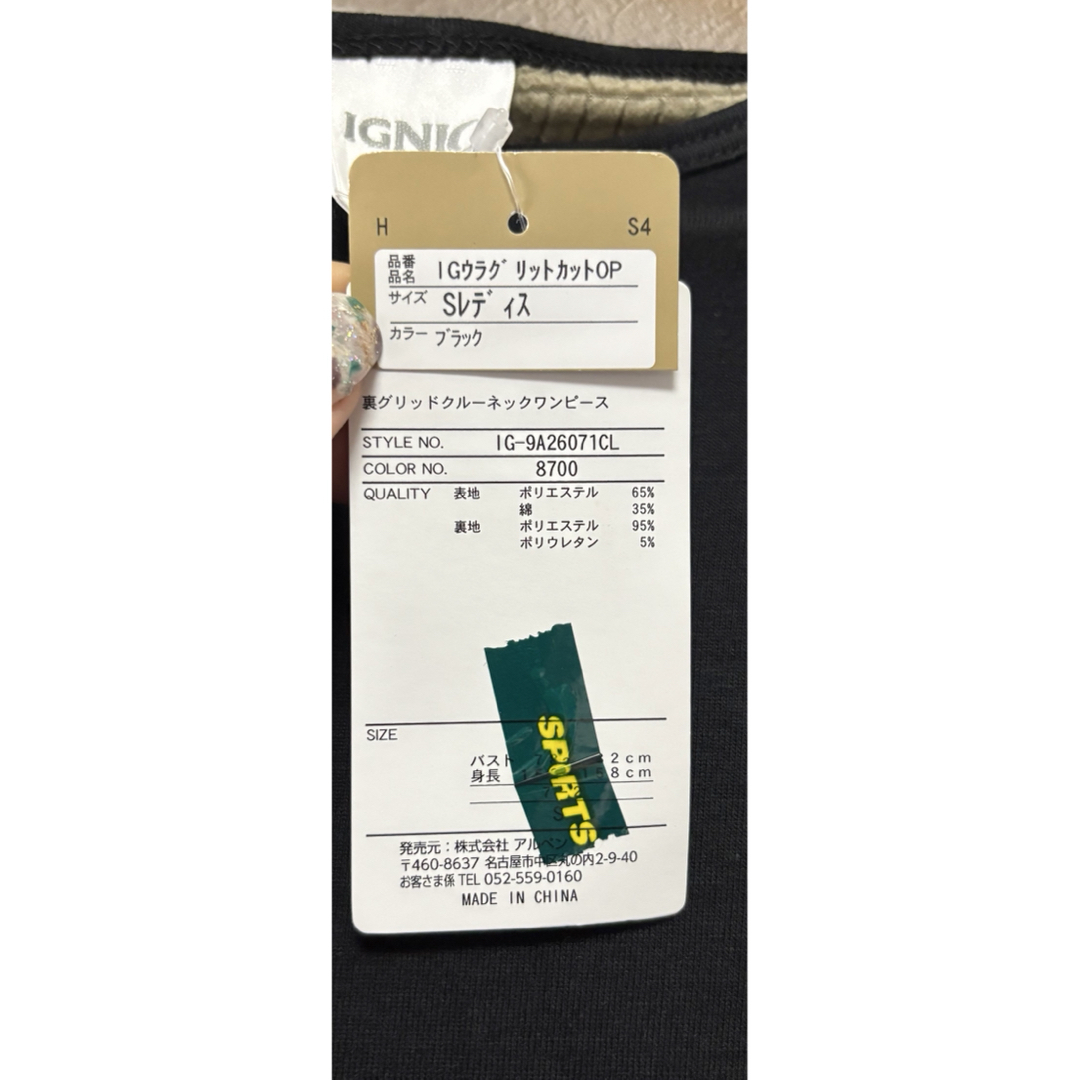 IGNIO
H S4
品番
品名 IGウラグリットカットOP
サイズ Sレディス
カラー ブラック
裏グリッドクルーネックワンピース
STYLE NO. IG-9A26071CL
COLOR NO. 8700
QUALITY 表地 ポリエステル 65%
綿 35%
裏地 ポリエステル 95%
ポリウレタン 5%
SPORTS
SIZE
バスト 2cm
身長 158cm
S
発売元：株式会社 アルペン
〒460-8637 名古屋市中区丸の内2-9-40
お客さま係 TEL 052-559-0160
MADE IN CHINA